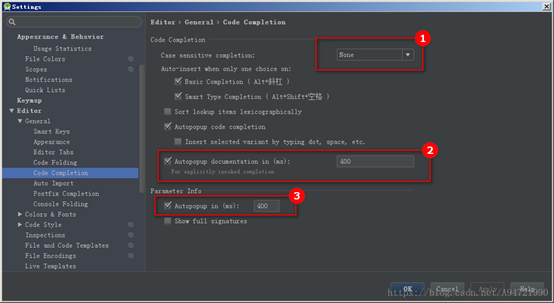 Settings
Appearance & Behavior
Usage Statistics
File Colors
Scopes
Notifications
Quick Lists
Keymap
Editor
General
Smart Keys
Appearance
Editor Tabs
Code Folding
Code Completion
Auto Import
Postfix Completion
Console Folding
Colors & Fonts
Code Style
Inspections
File and Code Templates
File Encodings
Live Templates
Editor › General › Code Completion
Code Completion
1
Case sensitive completion: None
Auto-insert when only one choice on:
Basic Completion ( Alt+斜杠 )
Smart Type Completion ( Alt+Shift+空格 )
Sort lookup items lexicographically
Autopopup code completion
Insert selected variant by typing dot, space, etc.
2
Autopopup documentation in (ms): 400
For explicitly invoked completion
Parameter Info
3
Autopopup in (ms): 400
Show full signatures
OK Cancel Apply Help
https://blog.csdn.net/A94721990